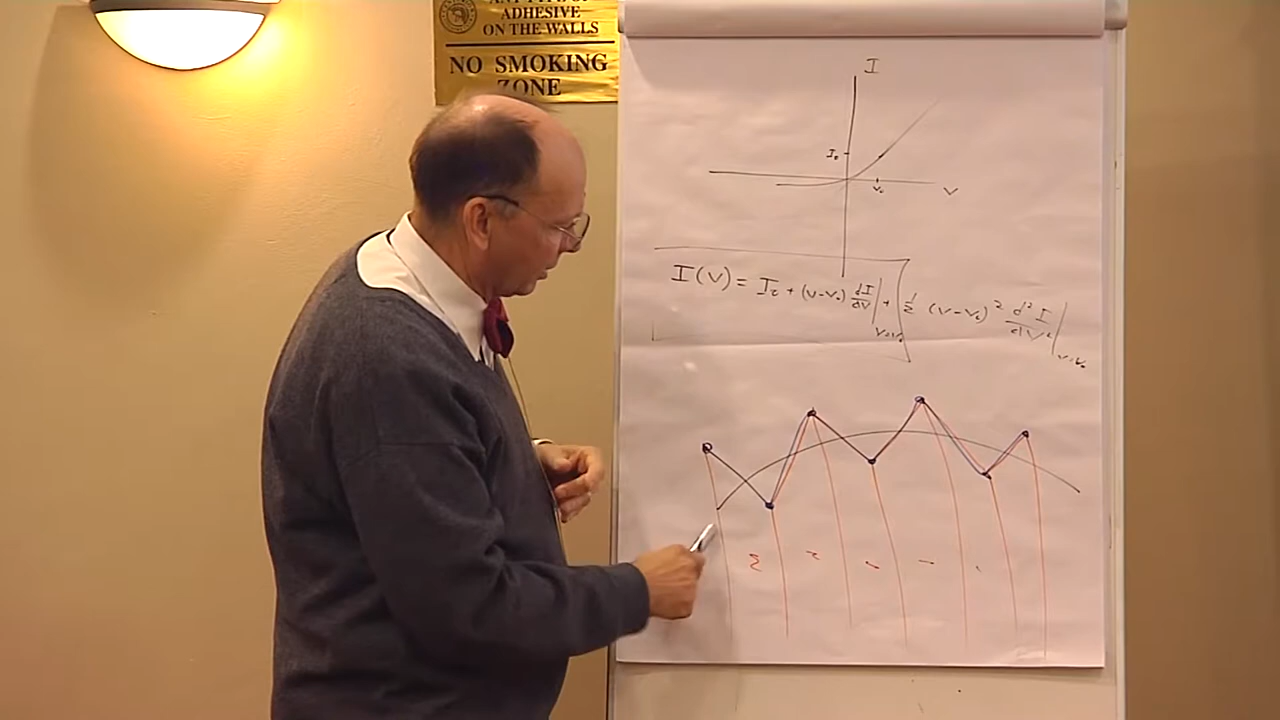 ADHESIVE
ON THE WALLS
NO SMOKING
ZONE
I
I₀
V₀
V
I(V) = I₀ + (V-V₀) dI/dV |V=V₀ + 1/2 (V-V₀)² d²I/dV² |V=V₀